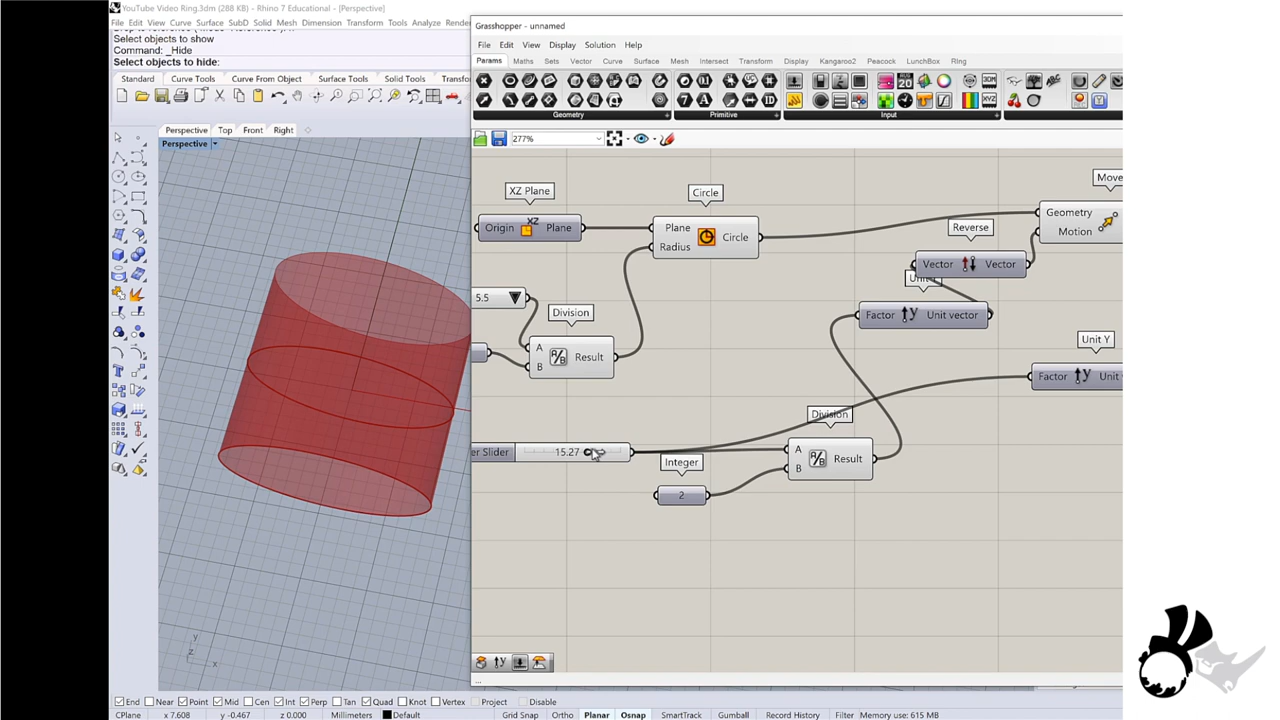 YouTube Video Ring.3dm (288 KB) - Rhino 7 Educational - [Perspective]
File Edit View Curve Surface SubD Solid Mesh Dimension Transform Tools Analyze Render
Select objects to show
Command: _Hide
Select objects to hide:
Standard Curve Tools Curve From Object Surface Tools Solid Tools Transfo
Perspective Top Front Right
Perspective
Grasshopper - unnamed
File Edit View Display Solution Help
Params Maths Sets Vector Curve Surface Mesh Intersect Transform Display Kangaroo2 Peacock LunchBox Ring
Geometry Primitive Input
277%
XZ Plane
Origin XZ Plane
Circle
Plane
Radius
Circle
Move
Geometry
Motion
Reverse
Vector Vector
Unit
Factor y Unit vector
5.5
Division
A
B
A/B
Result
Unit Y
Factor y Unit
er Slider 15.27
Division
A
B
A/B
Result
Integer
2
y
z
x
End Near Point Mid Cen Int Perp Tan Quad Knot Vertex Project Disable
CPlane x 7.608 y -0.467 z 0.000 Millimeters Default Grid Snap Ortho Planar Osnap SmartTrack Gumball Record History Filter Memory use: 615 MB